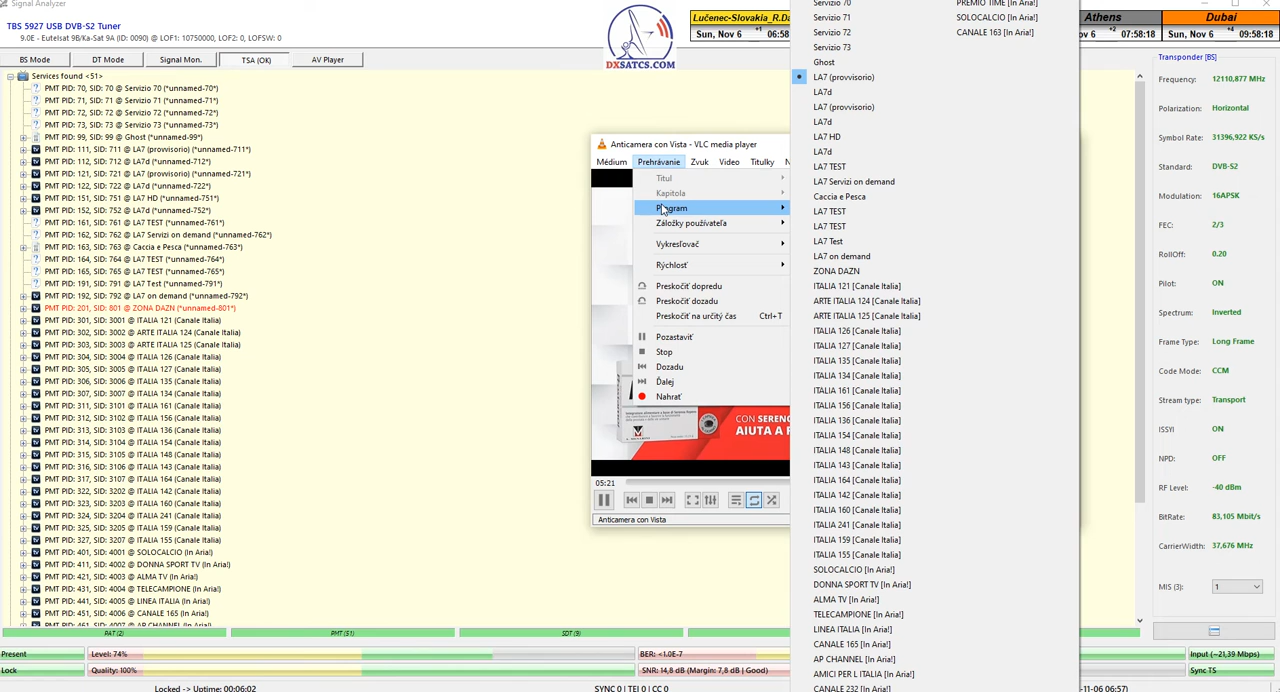 Signal Analyzer
TBS 5927 USB DVB-S2 Tuner
9.0E - Eutelsat 9B/Ka-Sat 9A (ID: 0090) @ LOF1: 10750000, LOFSW: 0
DXSATCS.COM
Lučenec-Slovakia_R.Da
Sun, Nov 6 +1 06:58
Athens
ov 6 +2 07:58:18
Dubai
Sun, Nov 6 +4 09:58:18
BS Mode
DT Mode
Signal Mon.
TSA (OK)
AV Player
Services found <51>
PMT PID: 70, SID: 70 @ Servizio 70 (*unnamed-70*)
PMT PID: 71, SID: 71 @ Servizio 71 (*unnamed-71*)
PMT PID: 72, SID: 72 @ Servizio 72 (*unnamed-72*)
PMT PID: 73, SID: 73 @ Servizio 73 (*unnamed-73*)
PMT PID: 99, SID: 99 @ Ghost (*unnamed-99*)
PMT PID: 111, SID: 711 @ LA7 (provvisorio) (*unnamed-711*)
PMT PID: 112, SID: 712 @ LA7d (*unnamed-712*)
PMT PID: 121, SID: 721 @ LA7 (provvisorio) (*unnamed-721*)
PMT PID: 122, SID: 722 @ LA7d (*unnamed-722*)
PMT PID: 151, SID: 751 @ LA7 HD (*unnamed-751*)
PMT PID: 152, SID: 752 @ LA7d (*unnamed-752*)
PMT PID: 161, SID: 761 @ LA7 TEST (*unnamed-761*)
PMT PID: 162, SID: 762 @ LA7 Servizi on demand (*unnamed-762*)
PMT PID: 163, SID: 763 @ Caccia e Pesca (*unnamed-763*)
PMT PID: 164, SID: 764 @ LA7 TEST (*unnamed-764*)
PMT PID: 165, SID: 765 @ LA7 TEST (*unnamed-765*)
PMT PID: 191, SID: 791 @ LA7 Test (*unnamed-791*)
PMT PID: 192, SID: 792 @ LA7 on demand (*unnamed-792*)
PMT PID: 201, SID: 801 @ ZONA DAZN (*unnamed-801*)
PMT PID: 301, SID: 3001 @ ITALIA 121 (Canale Italia)
PMT PID: 302, SID: 3002 @ ARTE ITALIA 124 (Canale Italia)
PMT PID: 303, SID: 3003 @ ARTE ITALIA 125 (Canale Italia)
PMT PID: 304, SID: 3004 @ ITALIA 126 (Canale Italia)
PMT PID: 305, SID: 3005 @ ITALIA 127 (Canale Italia)
PMT PID: 306, SID: 3006 @ ITALIA 135 (Canale Italia)
PMT PID: 307, SID: 3007 @ ITALIA 134 (Canale Italia)
PMT PID: 311, SID: 3101 @ ITALIA 161 (Canale Italia)
PMT PID: 312, SID: 3102 @ ITALIA 156 (Canale Italia)
PMT PID: 313, SID: 3103 @ ITALIA 136 (Canale Italia)
PMT PID: 314, SID: 3104 @ ITALIA 154 (Canale Italia)
PMT PID: 315, SID: 3105 @ ITALIA 148 (Canale Italia)
PMT PID: 316, SID: 3106 @ ITALIA 143 (Canale Italia)
PMT PID: 317, SID: 3107 @ ITALIA 164 (Canale Italia)
PMT PID: 322, SID: 3202 @ ITALIA 142 (Canale Italia)
PMT PID: 323, SID: 3203 @ ITALIA 160 (Canale Italia)
PMT PID: 324, SID: 3204 @ ITALIA 241 (Canale Italia)
PMT PID: 325, SID: 3205 @ ITALIA 159 (Canale Italia)
PMT PID: 327, SID: 3207 @ ITALIA 155 (Canale Italia)
PMT PID: 401, SID: 4001 @ SOLOCALCIO (In Aria!)
PMT PID: 411, SID: 4002 @ DONNA SPORT TV (In Aria!)
PMT PID: 421, SID: 4003 @ ALMA TV (In Aria!)
PMT PID: 431, SID: 4004 @ TELECAMPIONE (In Aria!)
PMT PID: 441, SID: 4005 @ LINEA ITALIA (In Aria!)
PMT PID: 451, SID: 4006 @ CANALE 165 (In Aria!)
PMT PID: 461, SID: 4007 @ AP CHANNEL (In Aria!)
Anticamera con Vista - VLC media player
Médium Prehrávanie Zvuk Video Titulky N
Titul
Kapitola
Program
Záložky používateľa
Vykresľovač
Rýchlosť
Preskočiť dopredu
Preskočiť dozadu
Preskočiť na určitý čas Ctrl+T
Pozastaviť
Stop
Dozadu
Ďalej
Nahrať
CON SEREN
AIUTA A F
05:21
Anticamera con Vista
Servizio 70
Servizio 71
Servizio 72
Servizio 73
Ghost
LA7 (provvisorio)
LA7d
LA7 (provvisorio)
LA7d
LA7 HD
LA7d
LA7 TEST
LA7 Servizi on demand
Caccia e Pesca
LA7 TEST
LA7 TEST
LA7 Test
LA7 on demand
ZONA DAZN
ITALIA 121 [Canale Italia]
ARTE ITALIA 124 [Canale Italia]
ARTE ITALIA 125 [Canale Italia]
ITALIA 126 [Canale Italia]
ITALIA 127 [Canale Italia]
ITALIA 135 [Canale Italia]
ITALIA 134 [Canale Italia]
ITALIA 161 [Canale Italia]
ITALIA 156 [Canale Italia]
ITALIA 136 [Canale Italia]
ITALIA 154 [Canale Italia]
ITALIA 148 [Canale Italia]
ITALIA 143 [Canale Italia]
ITALIA 164 [Canale Italia]
ITALIA 142 [Canale Italia]
ITALIA 160 [Canale Italia]
ITALIA 241 [Canale Italia]
ITALIA 159 [Canale Italia]
ITALIA 155 [Canale Italia]
SOLOCALCIO [In Aria!]
DONNA SPORT TV [In Aria!]
ALMA TV [In Aria!]
TELECAMPIONE [In Aria!]
LINEA ITALIA [In Aria!]
CANALE 165 [In Aria!]
AP CHANNEL [In Aria!]
AMICI PER L ITALIA [In Aria!]
CANALE 232 [In Aria!]
PREMIO TIME [In Aria!]
SOLOCALCIO [In Aria!]
CANALE 163 [In Aria!]
Transponder [BS]
Frequency: 12110,877 MHz
Polarization: Horizontal
Symbol Rate: 31396,922 KS/s
Standard: DVB-S2
Modulation: 16APSK
FEC: 2/3
RollOff: 0.20
Pilot: ON
Spectrum: Inverted
Frame Type: Long Frame
Code Mode: CCM
Stream type: Transport
ISSYI ON
NPD: OFF
RF Level: -40 dBm
BitRate: 83,105 Mbit/s
CarrierWidth: 37,676 MHz
MIS (3): 1
PAT (2)
PMT (51)
SDT (9)
Present
Level: 74%
BER: <1.0E-7
Input (~21,39 Mbps)
Lock
Quality: 100%
SNR: 14,8 dB (Margin: 7,8 dB | Good)
Sync TS
Locked -> Uptime: 00:06:02
SYNC 0 | TEI 0 | CC 0
-11-06 06:57)